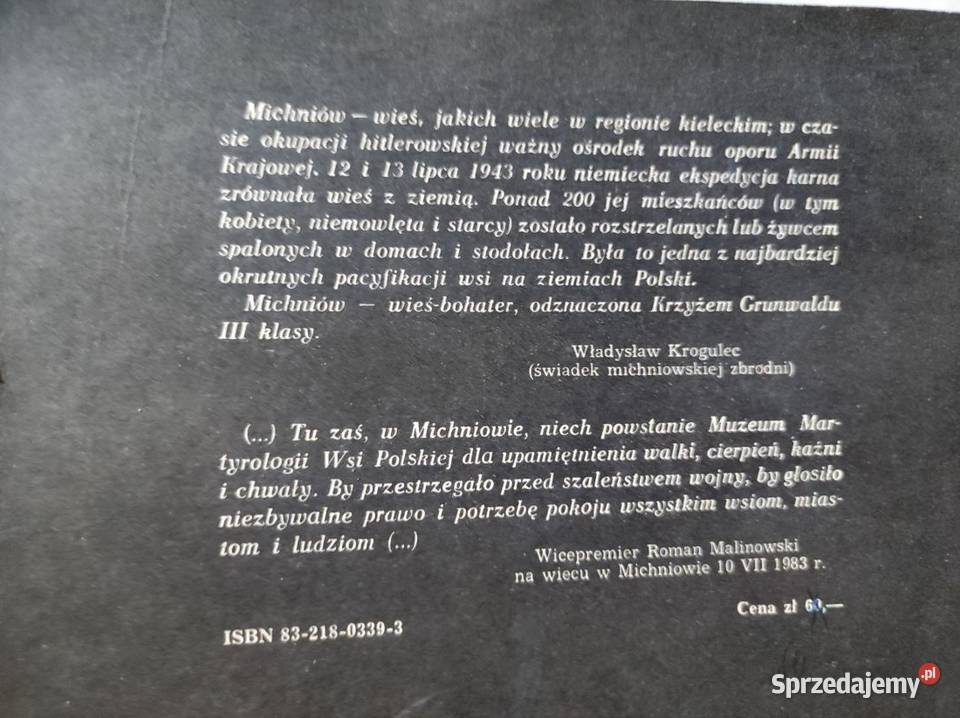 Michniów — wieś, jakich wiele w regionie kieleckim; w cza-
sie okupacji hitlerowskiej ważny ośrodek ruchu oporu Armii
Krajowej. 12 i 13 lipca 1943 roku niemiecka ekspedycja karna
zrównała wieś z ziemią. Ponad 200 jej mieszkańców (w tym
kobiety, niemowlęta i starcy) zostało rozstrzelanych lub żywcem
spalonych w domach i stodołach. Była to jedna z najbardziej
okrutnych pacyfikacji wsi na ziemiach Polski.
Michniów — wieś-bohater, odznaczona Krzyżem Grunwaldu
III klasy.
Władysław Krogulec
(świadek michniowskiej zbrodni)
(...) Tu zaś, w Michniowie, niech powstanie Muzeum Mar-
tyrologii Wsi Polskiej dla upamiętnienia walki, cierpień, kaźni
i chwały. By przestrzegało przed szaleństwem wojny, by głosiło
niezbywalne prawo i potrzebę pokoju wszystkim wsiom, mias-
tom i ludziom (...)
Wicepremier Roman Malinowski
na wiecu w Michniowie 10 VII 1983 r.
Cena zł
ISBN 83-218-0339-3
Sprzedajemy.pl